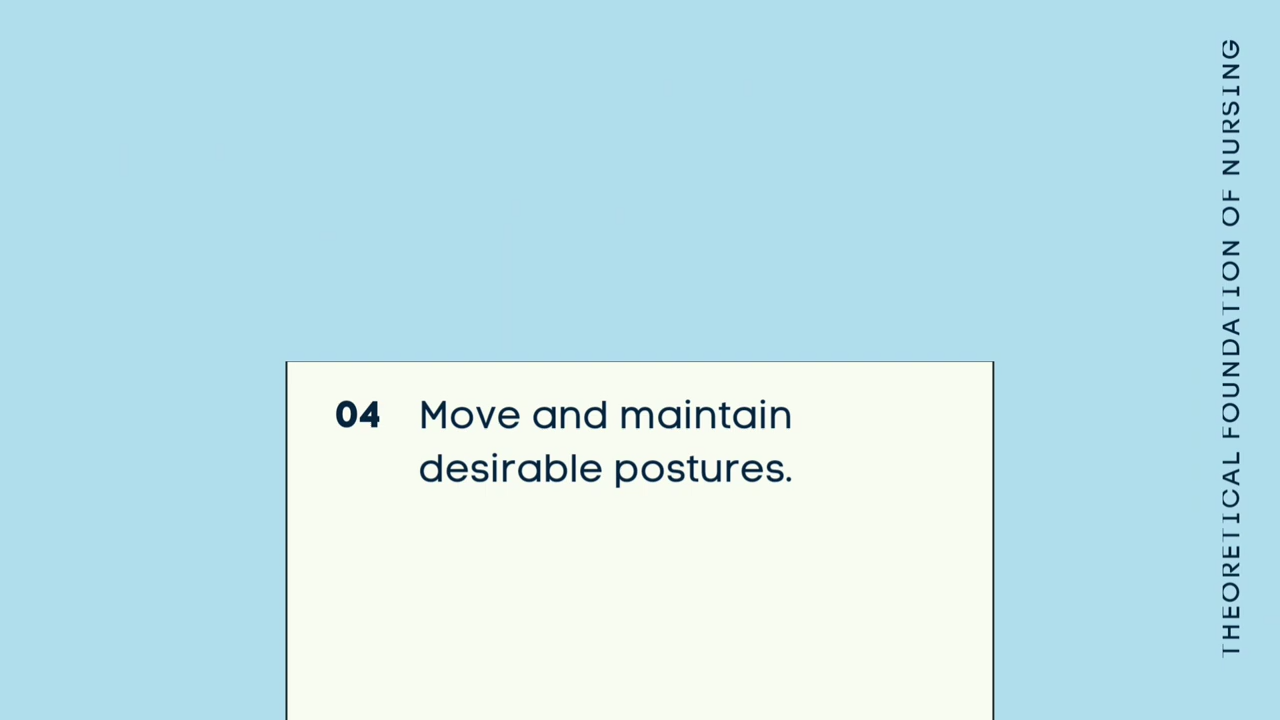 04 Move and maintain
desirable postures.
THEORETICAL FOUNDATION OF NURSING